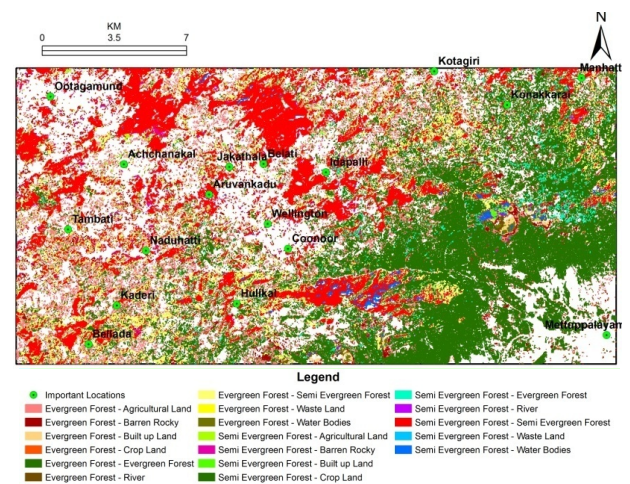 KM
0 3.5 7
N
Kotagiri
Manhatt
Ootagamund
Konakkarai
Achchanakal
Jakathala
Belati
Idapalli
Aruvankadu
Wellington
Tambati
Coonoor
Naduhatti
Kaderi
Hulikal
Bellada
Mettuppalayam
Legend
Important Locations
Evergreen Forest - Agricultural Land
Evergreen Forest - Barren Rocky
Evergreen Forest - Built up Land
Evergreen Forest - Crop Land
Evergreen Forest - Evergreen Forest
Evergreen Forest - River
Evergreen Forest - Semi Evergreen Forest
Evergreen Forest - Waste Land
Evergreen Forest - Water Bodies
Semi Evergreen Forest - Agricultural Land
Semi Evergreen Forest - Barren Rocky
Semi Evergreen Forest - Built up Land
Semi Evergreen Forest - Crop Land
Semi Evergreen Forest - Evergreen Forest
Semi Evergreen Forest - River
Semi Evergreen Forest - Semi Evergreen Forest
Semi Evergreen Forest - Waste Land
Semi Evergreen Forest - Water Bodies